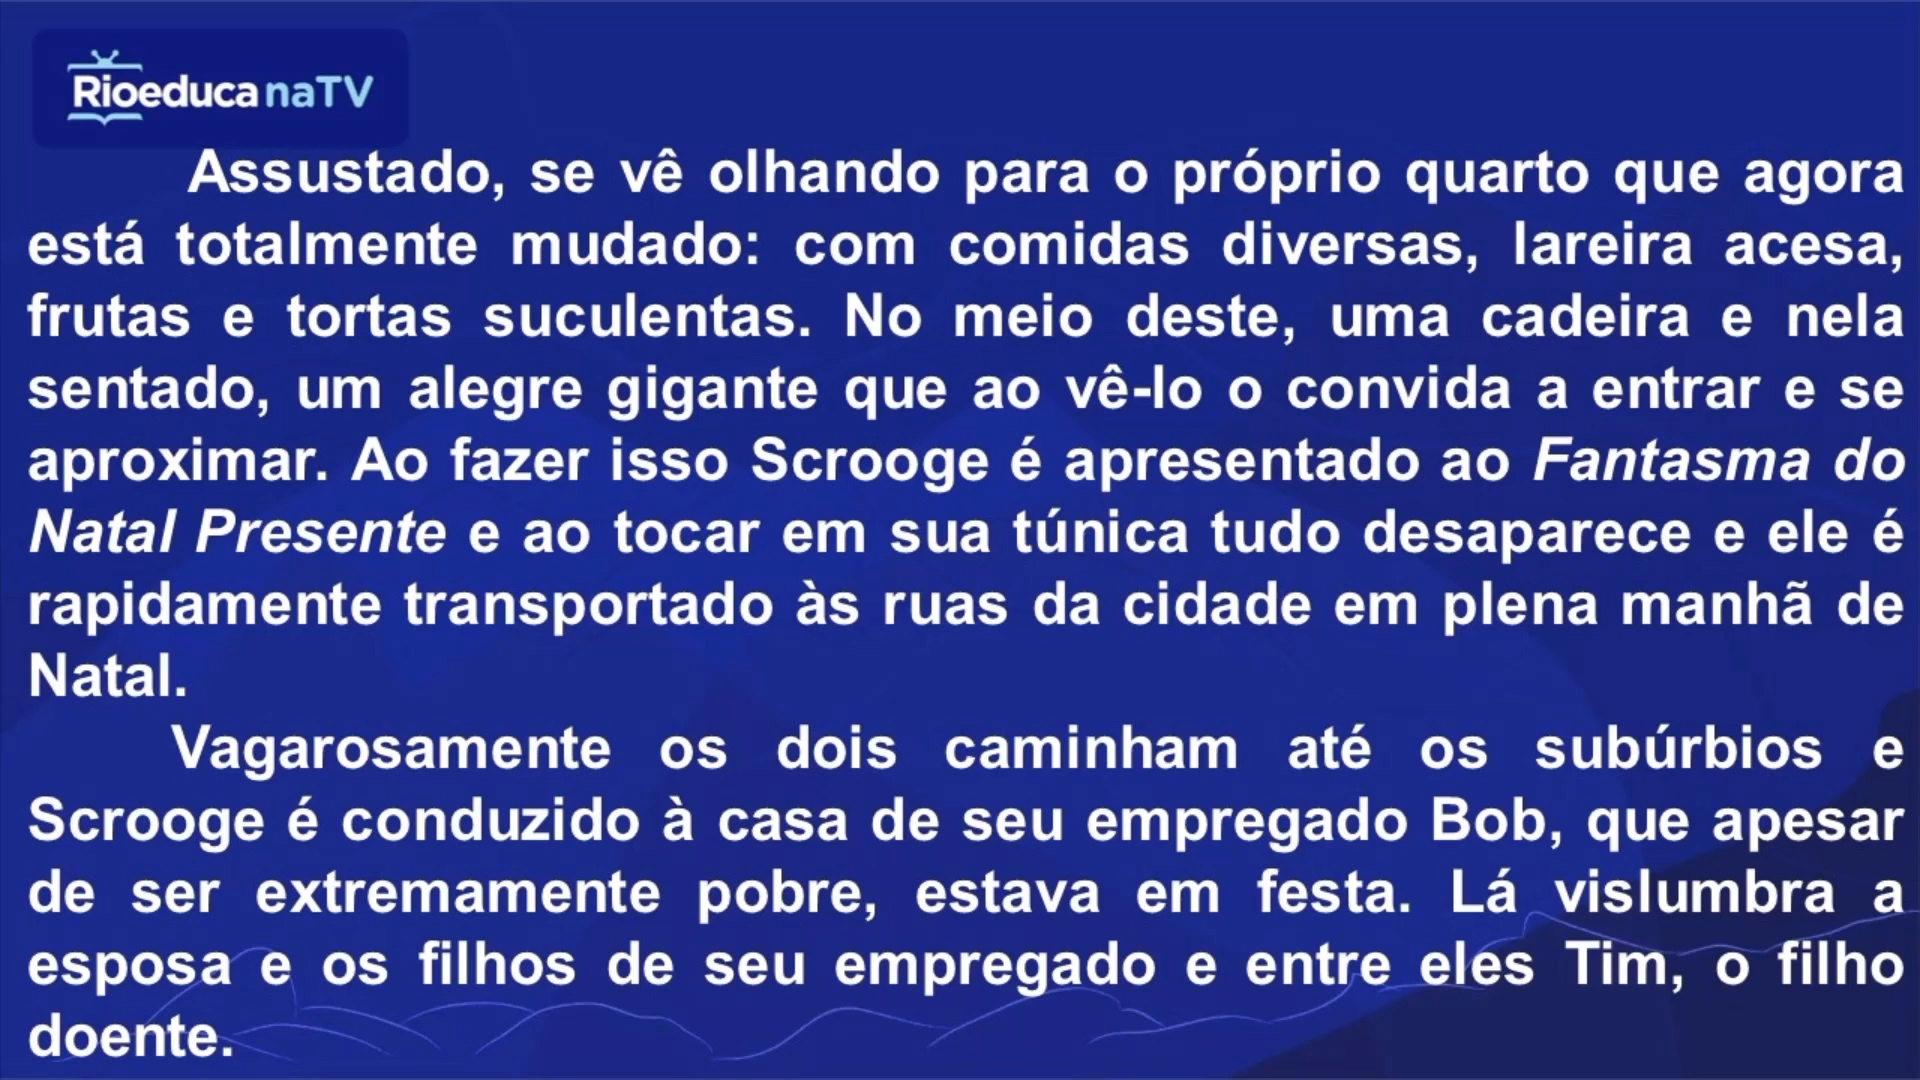 Rioeduca naTV
Assustado, se vê olhando para o próprio quarto que agora
está totalmente mudado: com comidas diversas, lareira acesa,
frutas e tortas suculentas. No meio deste, uma cadeira e nela
sentado, um alegre gigante que ao vê-lo o convida a entrar e se
aproximar. Ao fazer isso Scrooge é apresentado ao Fantasma do
Natal Presente e ao tocar em sua túnica tudo desaparece e ele é
rapidamente transportado às ruas da cidade em plena manhã de
Natal.
Vagarosamente os dois caminham até os subúrbios e
Scrooge é conduzido à casa de seu empregado Bob, que apesar
de ser extremamente pobre, estava em festa. Lá vislumbra a
esposa e os filhos de seu empregado e entre eles Tim, o filho
doente.